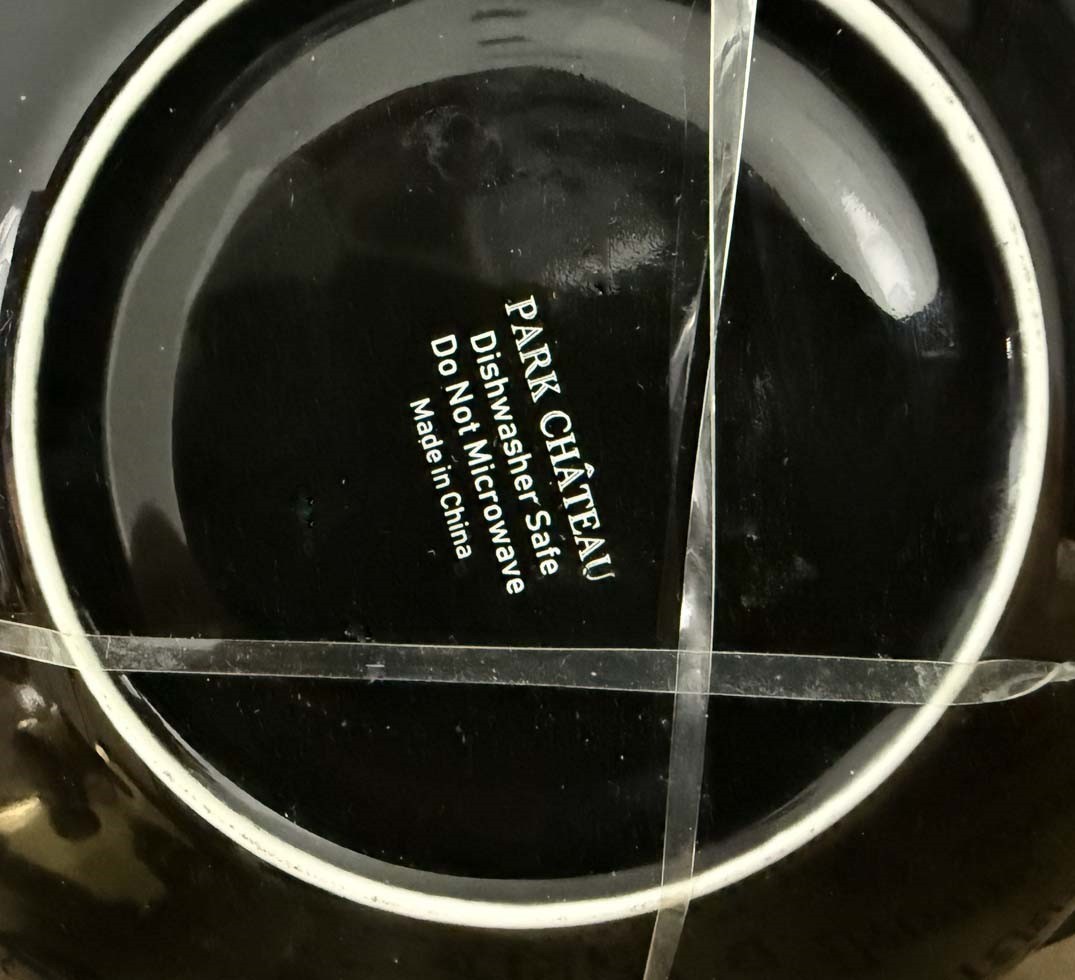 PARK CHÂTEAU
Dishwasher Safe
Do Not Microwave
Made in China